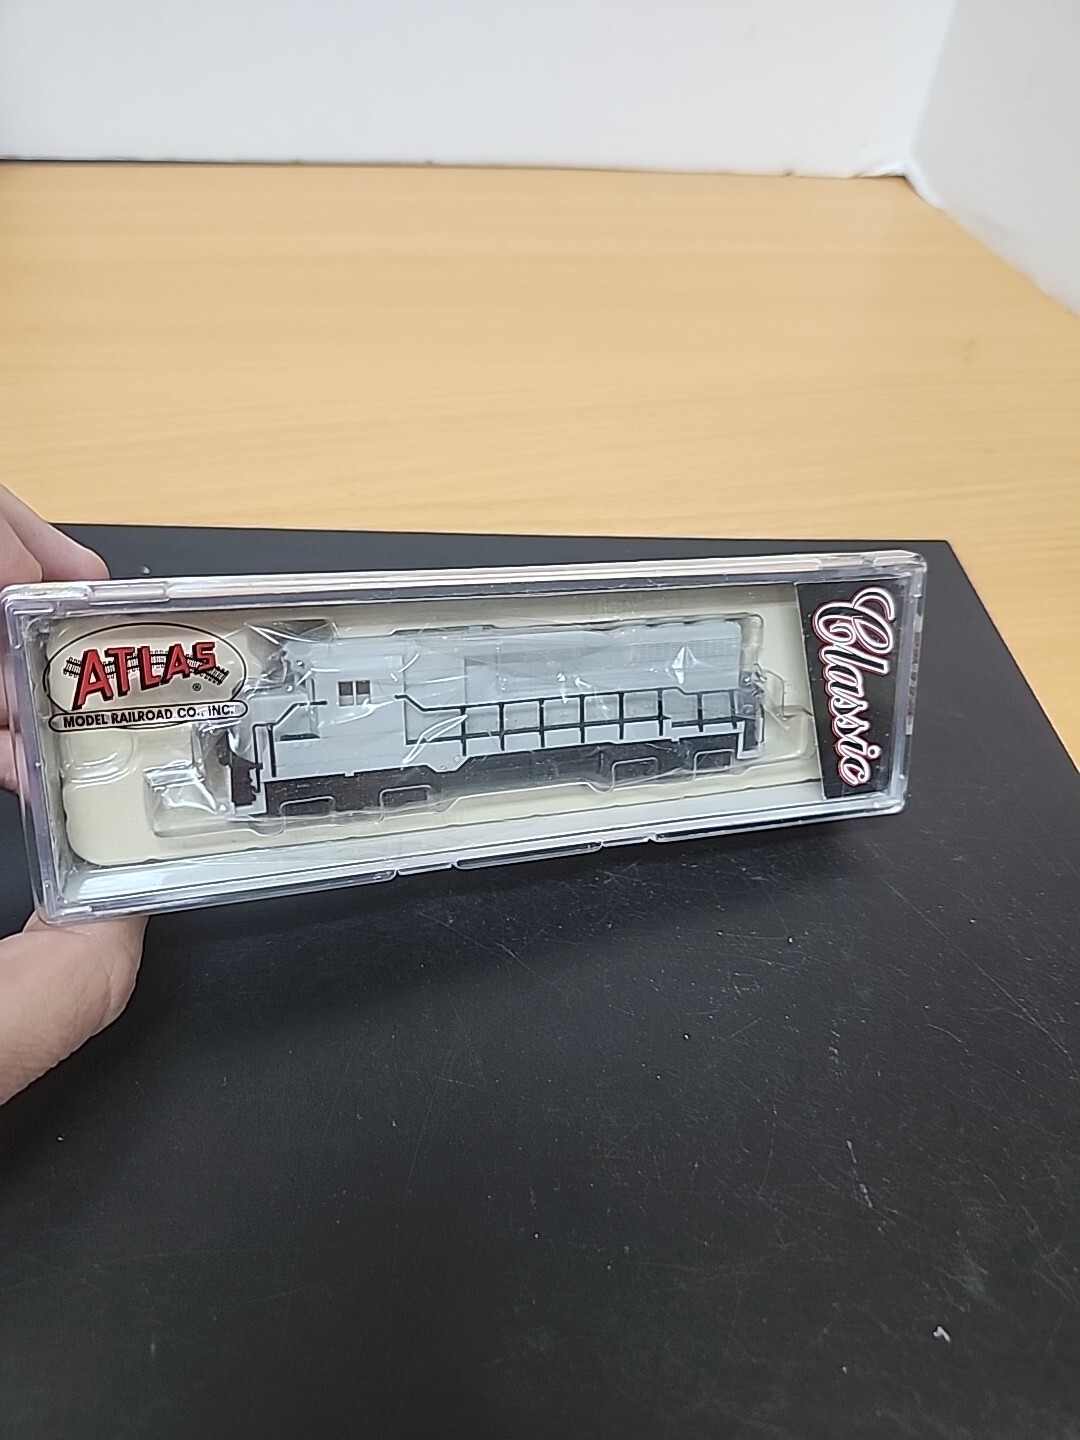 ATLAS
®
MODEL RAILROAD CO., INC.
Classic